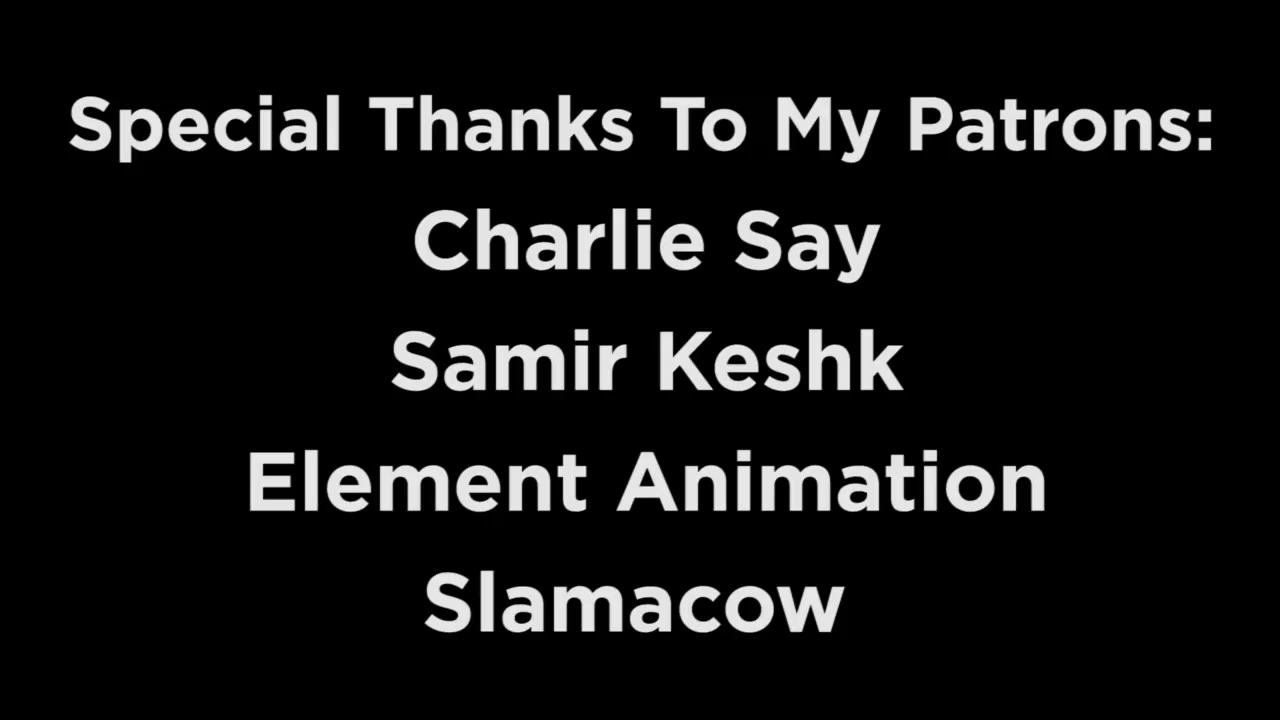 Special Thanks To My Patrons:
Charlie Say
Samir Keshk
Element Animation
Slamacow